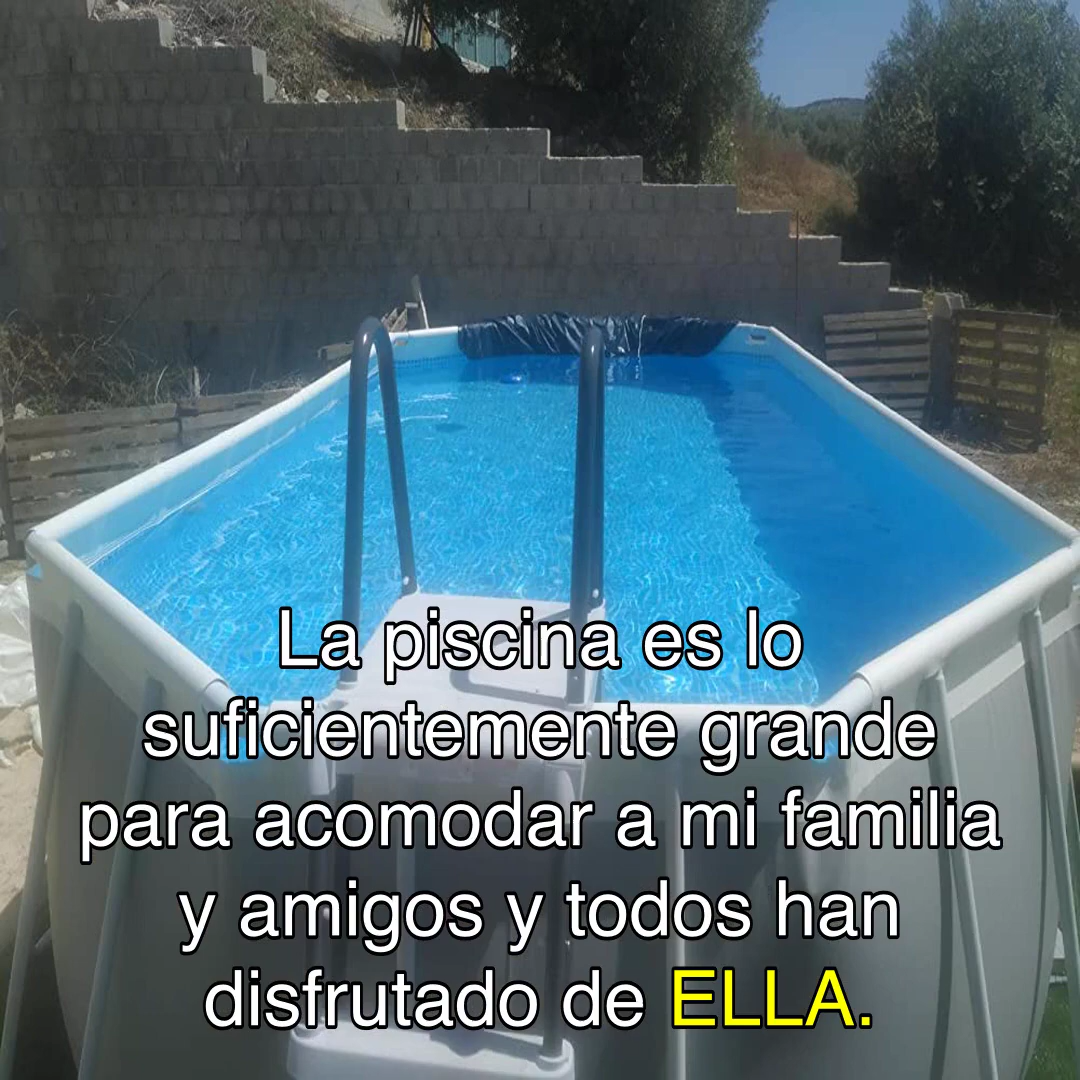 La piscina es lo
suficientemente grande
para acomodar a mi familia
y amigos y todos han
disfrutado de ELLA.